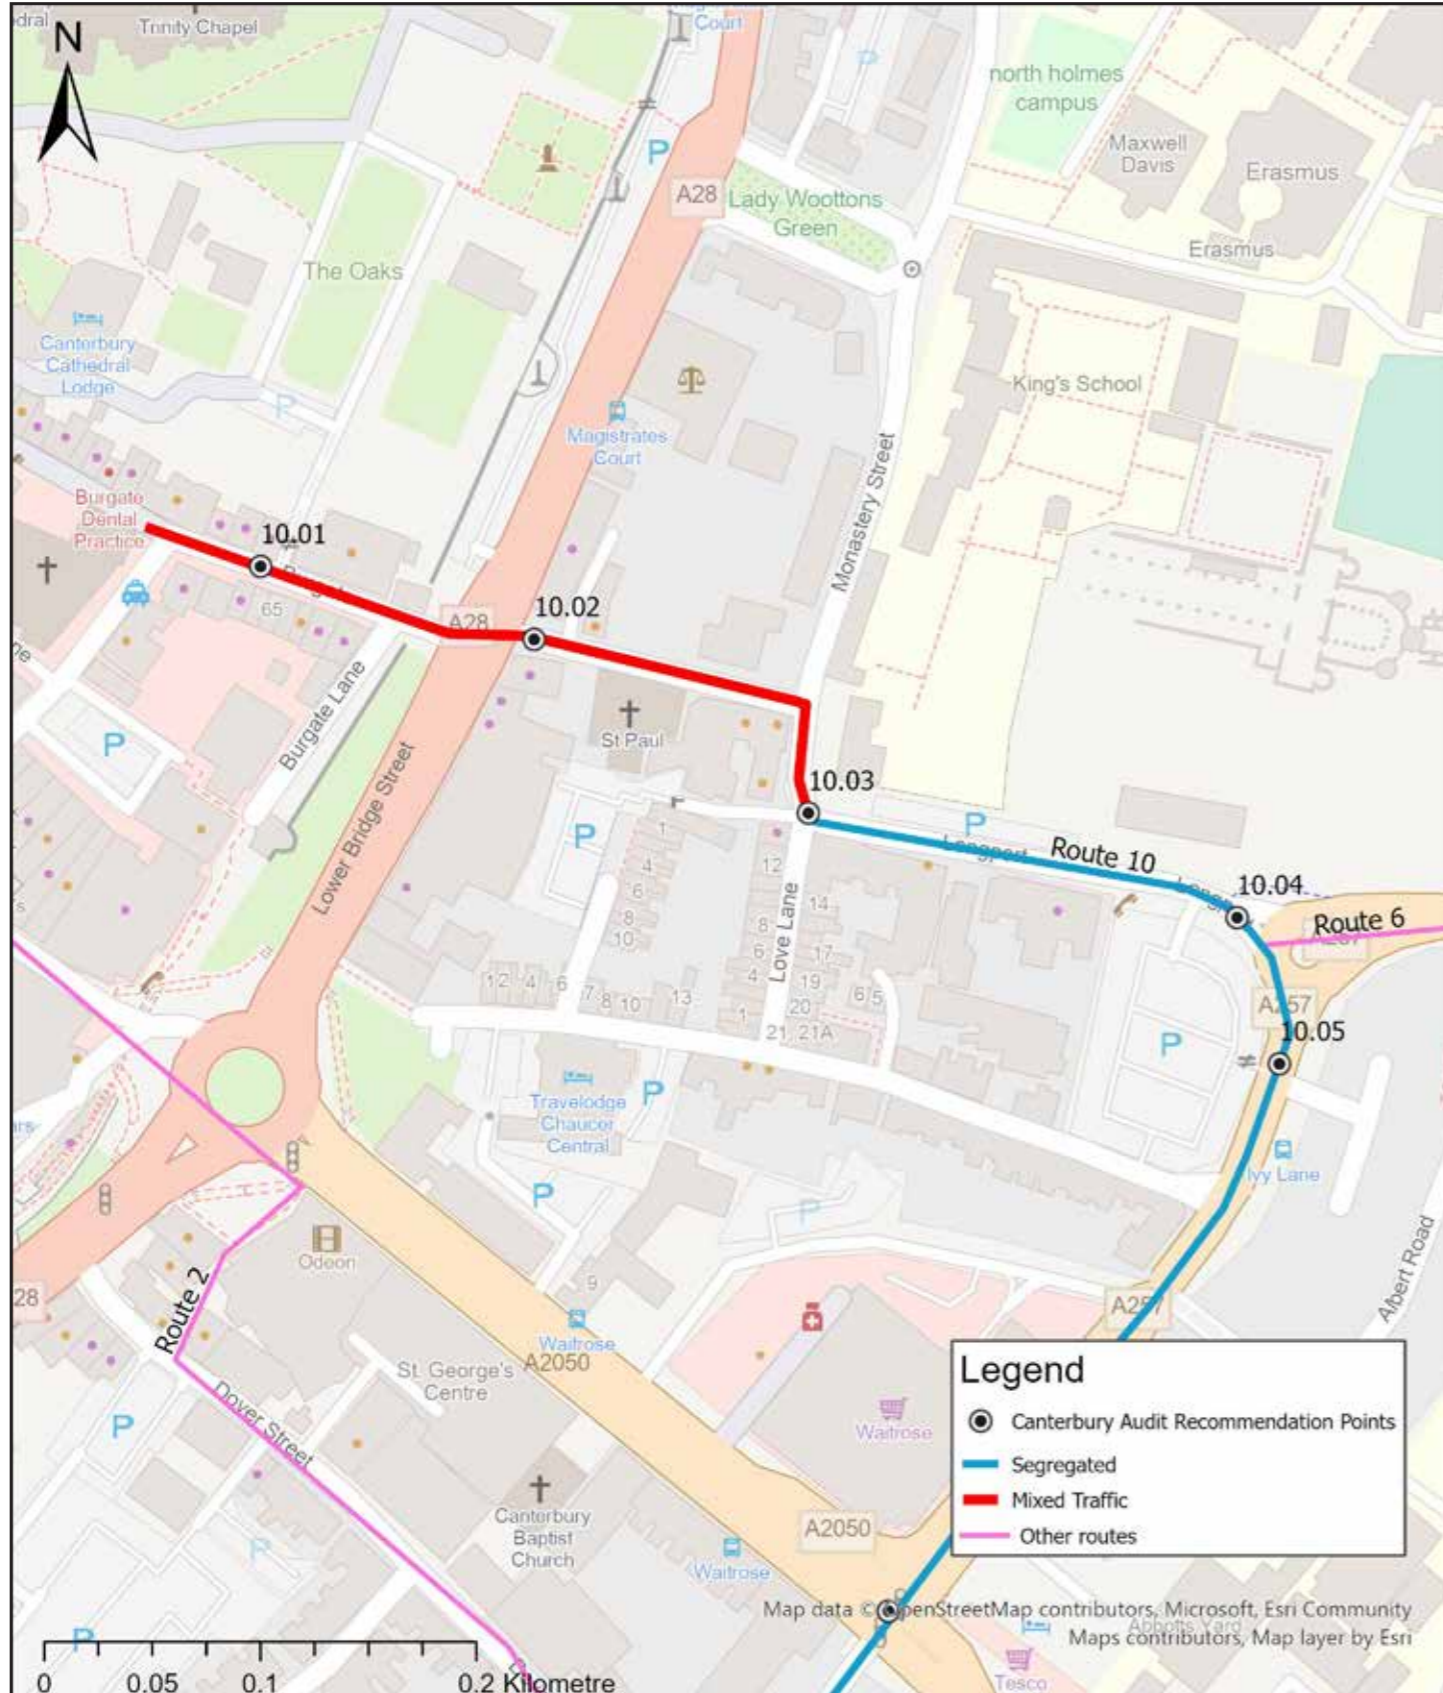 Trinity Chapel
Court
N
north holmes
campus
Maxwell
Davis
Erasmus
P
P
A28
Lady Woottons
Green
Erasmus
The Oaks
Canterbury
Cathedral
Lodge
P
King's School
Magistrates
Court
Monastery Street
Burgate
Dental
Practice
10.01
65
A28
10.02
Burgate Lane
P
St Paul
Lower Bridge Street
10.03
P
P
1
4
6
8
10
12
8
6
4
1
14
17
19
20
21
21A
Love Lane
Longport
Route 10
10.04
Route 6
A257
10.05
12
4
6
7
8
10
13
6
5
P
Travelodge
Chaucer
Central
P
P
P
Ivy Lane
Albert Road
Odeon
28
Route 2
9
Waitrose
A2050
A257
St. George's
Centre
Dover Street
P
Waitrose
Canterbury
Baptist
Church
P
Waitrose
A2050
Legend
Canterbury Audit Recommendation Points
Segregated
Mixed Traffic
Other routes
Map data © OpenStreetMap contributors, Microsoft, Esri Community
Maps contributors, Map layer by Esri
Abbotts Yard
Tesco
P
0 0.05 0.1 0.2 Kilometre